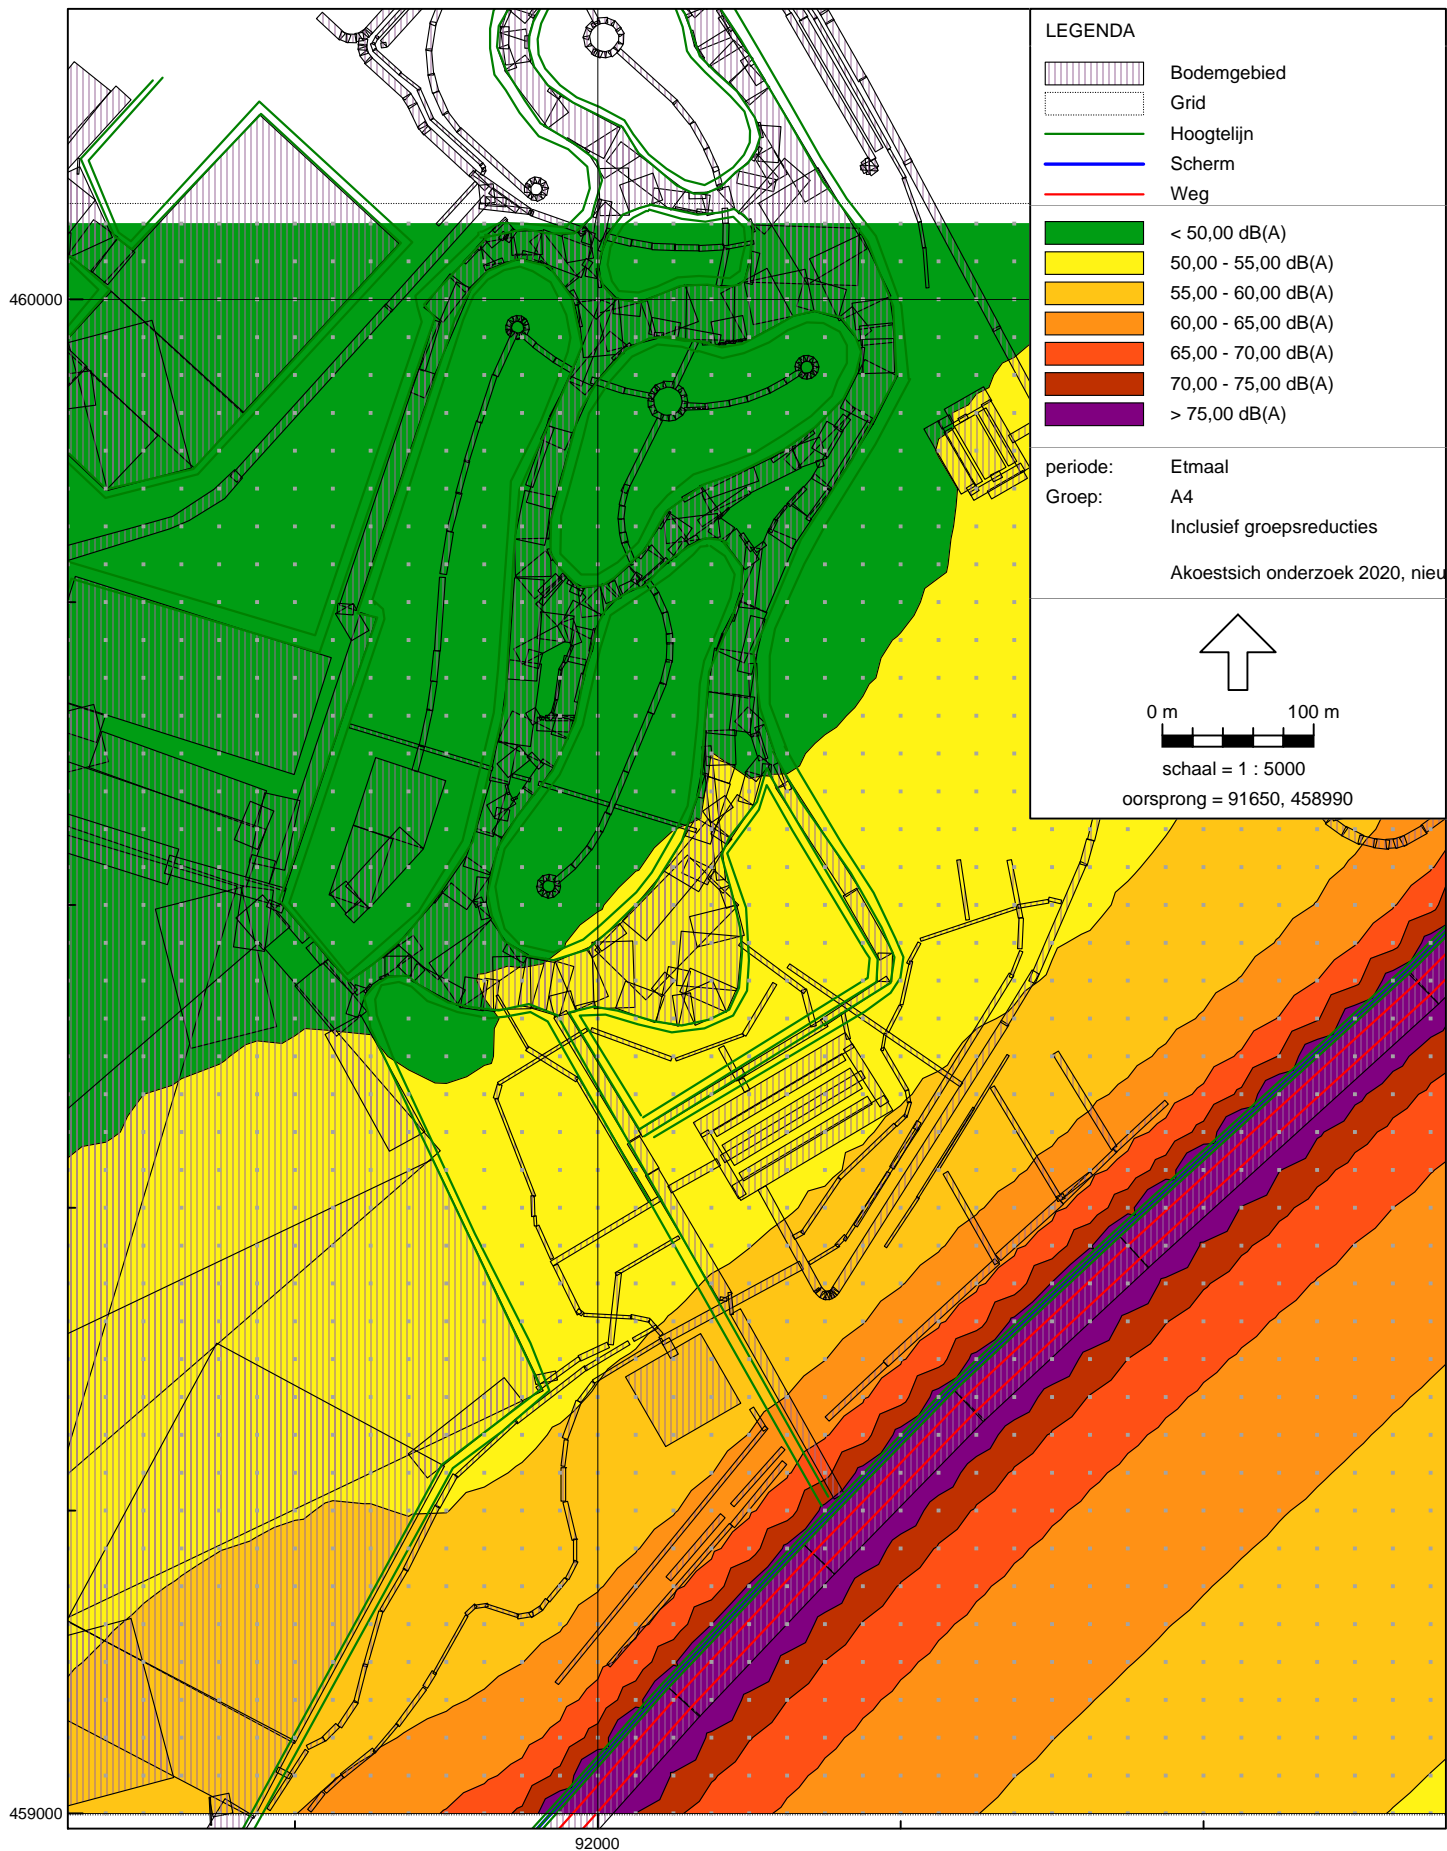 LEGENDA
Bodemgebied
Grid
Hoogtelijn
Scherm
Weg
< 50,00 dB(A)
50,00 - 55,00 dB(A)
55,00 - 60,00 dB(A)
60,00 - 65,00 dB(A)
65,00 - 70,00 dB(A)
70,00 - 75,00 dB(A)
> 75,00 dB(A)
periode: Etmaal
Groep: A4
Inclusief groepsreducties
Akoestsich onderzoek 2020, nieu
0 m 100 m
schaal = 1 : 5000
oorsprong = 91650, 458990
460000
459000
92000